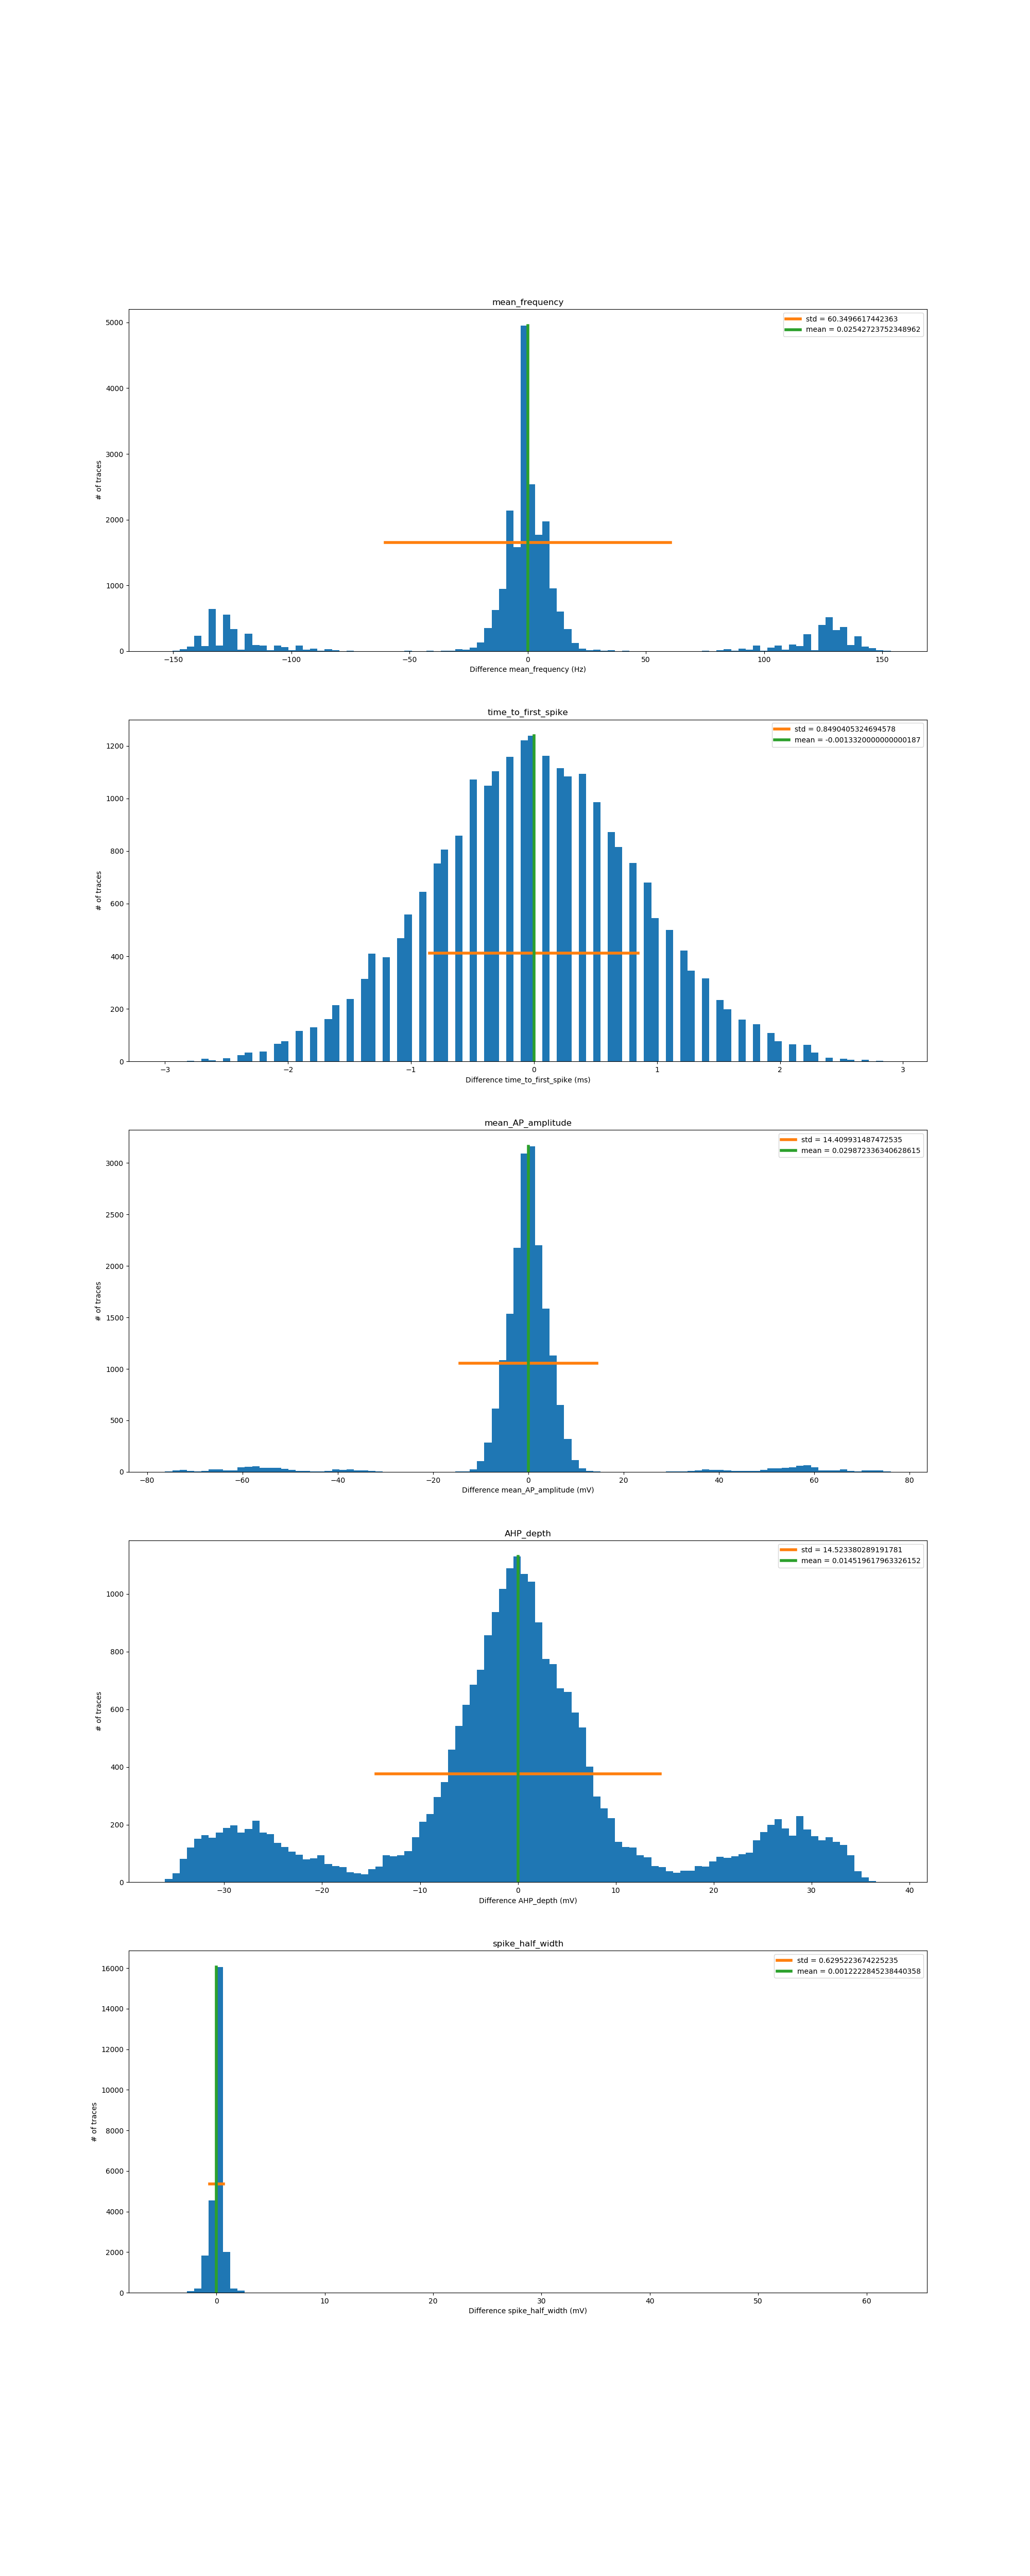 mean_frequency
std = 60.3496617442363
mean = 0.02542723752348962
5000
4000
3000
2000
1000
0
# of traces
−150 −100 −50 0 50 100 150
Difference mean_frequency (Hz)
time_to_first_spike
std = 0.8490405324694578
mean = -0.0013320000000000187
1200
1000
800
600
400
200
0
# of traces
−3 −2 −1 0 1 2 3
Difference time_to_first_spike (ms)
mean_AP_amplitude
std = 14.409931487472535
mean = 0.029872336340628615
3000
2500
2000
1500
1000
500
0
# of traces
−80 −60 −40 −20 0 20 40 60 80
Difference mean_AP_amplitude (mV)
AHP_depth
std = 14.523380289191781
mean = 0.014519617963326152
1000
800
600
400
200
0
# of traces
−30 −20 −10 0 10 20 30 40
Difference AHP_depth (mV)
spike_half_width
std = 0.6295223674225235
mean = 0.0012222845238440358
16000
14000
12000
10000
8000
6000
4000
2000
0
# of traces
0 10 20 30 40 50 60
Difference spike_half_width (mV)